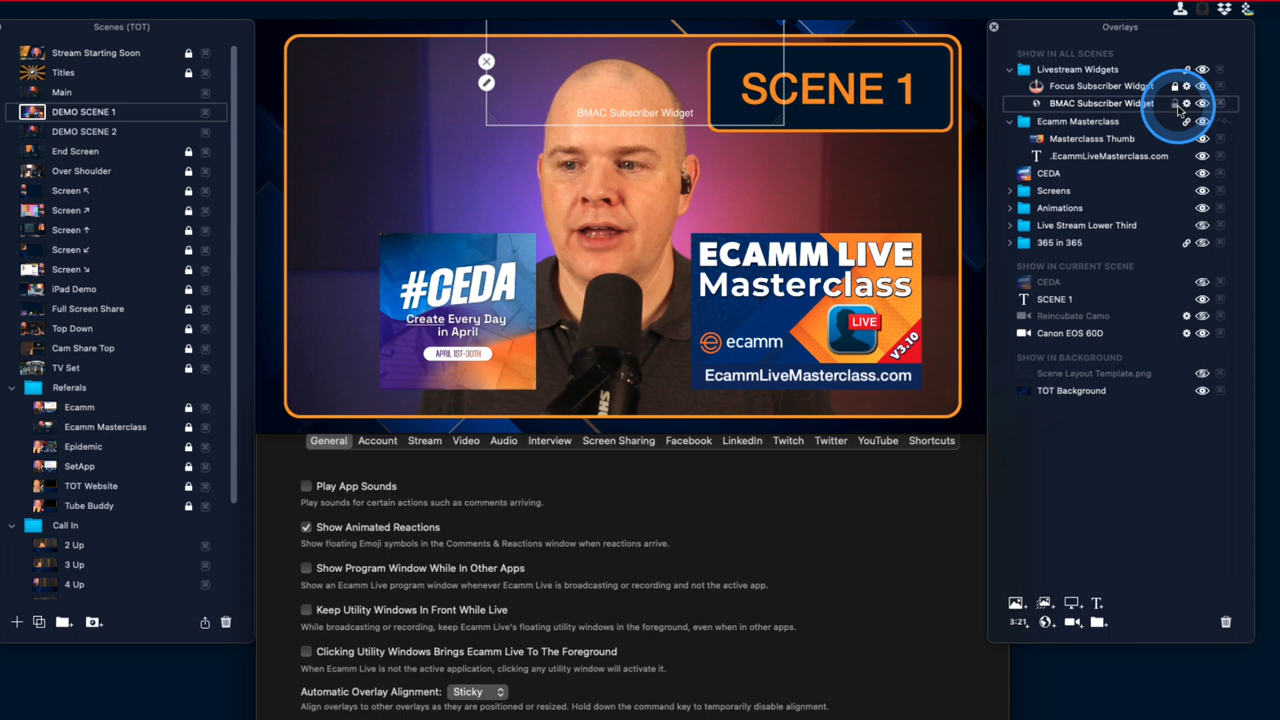 Scenes (TOT)
Stream Starting Soon
Titles
Main
DEMO SCENE 1
DEMO SCENE 2
End Screen
Over Shoulder
Screen ↖
Screen ↗
Screen ↑
Screen ↙
Screen ↘
iPad Demo
Full Screen Share
Top Down
Cam Share Top
TV Set
Referals
Ecamm
Ecamm Masterclass
Epidemic
SetApp
TOT Website
Tube Buddy
Call In
2 Up
3 Up
4 Up
SCENE 1
BMAC Subscriber Widget
#CEDA
Create Every Day
in April
APRIL 1ST-30TH
ECAMM LIVE
Masterclass
LIVE
ecamm
V3.10
EcammLiveMasterclass.com
SHURE
General Account Stream Video Audio Interview Screen Sharing Facebook LinkedIn Twitch Twitter YouTube Shortcuts
Play App Sounds
Play sounds for certain actions such as comments arriving.
Show Animated Reactions
Show floating Emoji symbols in the Comments & Reactions window when reactions arrive.
Show Program Window While In Other Apps
Show an Ecamm Live program window whenever Ecamm Live is broadcasting or recording and not the active app.
Keep Utility Windows In Front While Live
While broadcasting or recording, keep Ecamm Live's floating utility windows in the foreground, even when in other apps.
Clicking Utility Windows Brings Ecamm Live To The Foreground
When Ecamm Live is not the active application, clicking any utility window will activate it.
Automatic Overlay Alignment: Sticky
Align overlays to other overlays as they are positioned or resized. Hold down the command key to temporarily disable alignment.
Overlays
SHOW IN ALL SCENES
Livestream Widgets
Focus Subscriber Widget
BMAC Subscriber Widget
Ecamm Masterclass
Masterclasss Thumb
.EcammLiveMasterclass.com
CEDA
Screens
Animations
Live Stream Lower Third
365 in 365
SHOW IN CURRENT SCENE
CEDA
SCENE 1
Reincubate Camo
Canon EOS 60D
SHOW IN BACKGROUND
Scene Layout Template.png
TOT Background
3:21